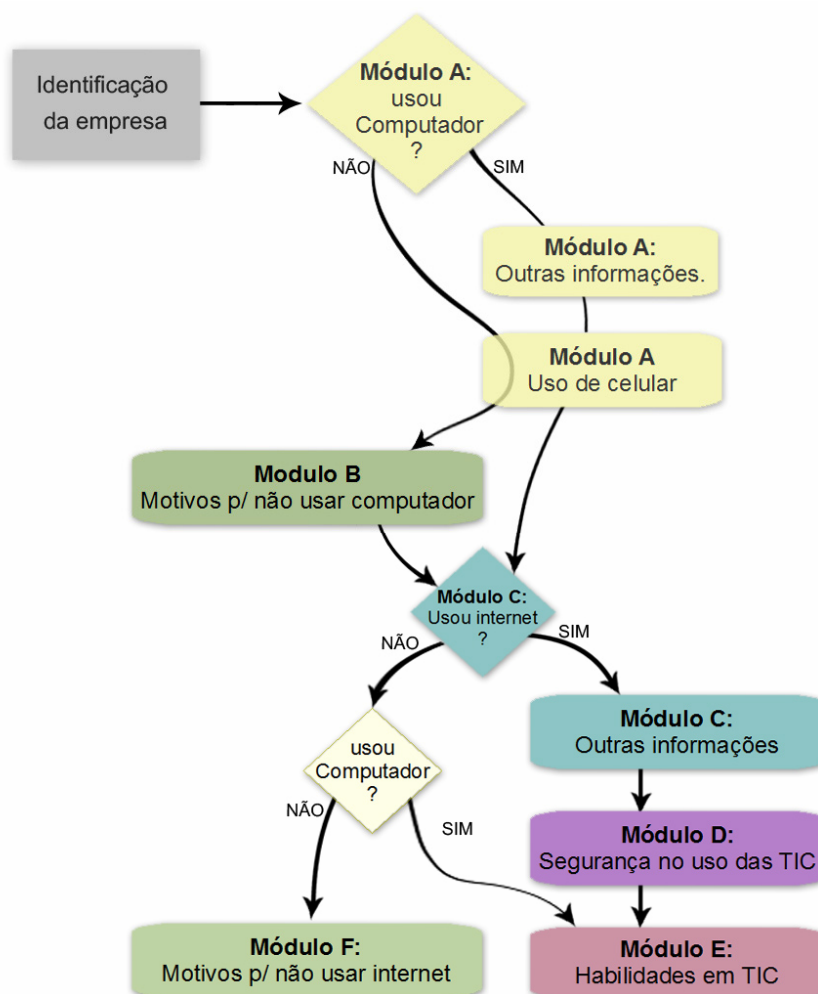 Identificação
da empresa
Módulo A:
usou
Computador
?
NÃO
SIM
Módulo A:
Outras informações.
Módulo A
Uso de celular
Modulo B
Motivos p/ não usar computador
Módulo C:
Usou internet
?
NÃO
SIM
usou
Computador
?
Módulo C:
Outras informações
NÃO
SIM
Módulo D:
Segurança no uso das TIC
Módulo F:
Motivos p/ não usar internet
Módulo E:
Habilidades em TIC